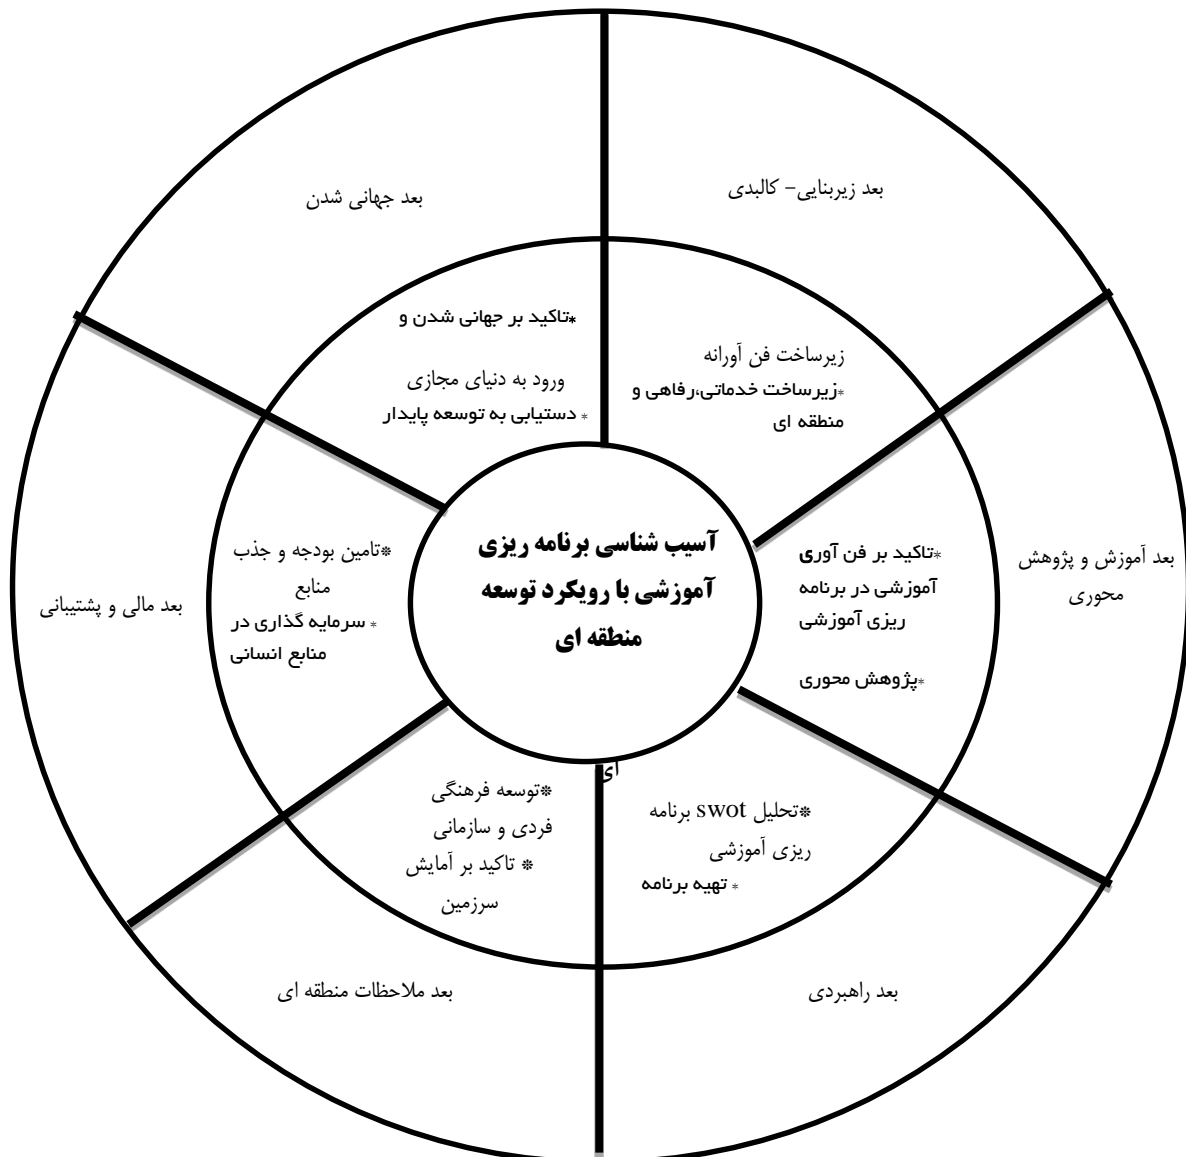 بعد جهانی شدن
بعد زیربنایی- کالبدی
*تاکید بر جهانی شدن و
ورود به دنیای مجازی
* دستیابی به توسعه پایدار
زیرساخت فن آورانه
*زیرساخت خدماتی،رفاهی و
منطقه ای
آسیب شناسی برنامه ریزی
آموزشی با رویکرد توسعه
منطقه ای
ای
*تاکید بر فن آوری
آموزشی در برنامه
ریزی آموزشی
*پژوهش محوری
بعد آموزش و پژوهش
محوری
*تامین بودجه و جذب
منابع
* سرمایه گذاری در
منابع انسانی
بعد مالی و پشتیبانی
*توسعه فرهنگی
فردی و سازمانی
* تاکید بر آمایش
سرزمین
*تحلیل swot برنامه
ریزی آموزشی
* تهیه برنامه
بعد ملاحظات منطقه ای
بعد راهبردی